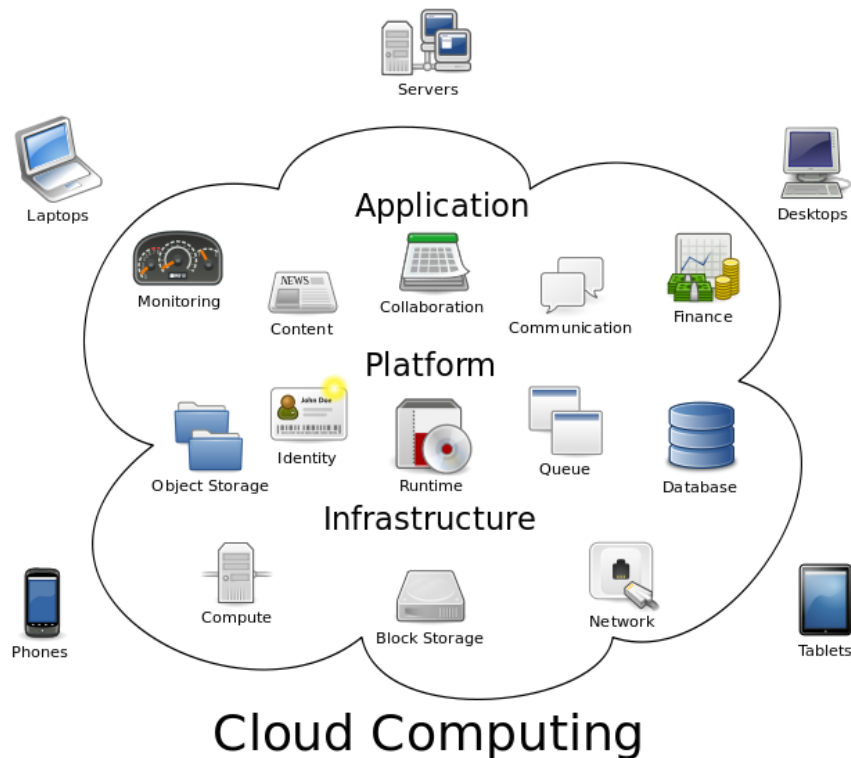 Servers
Laptops
Desktops
Application
Monitoring
NEWS
Content
Collaboration
Communication
Finance
Platform
John Doe
Object Storage
Identity
Runtime
Queue
Database
Infrastructure
Compute
Block Storage
Network
Phones
Tablets
Cloud Computing